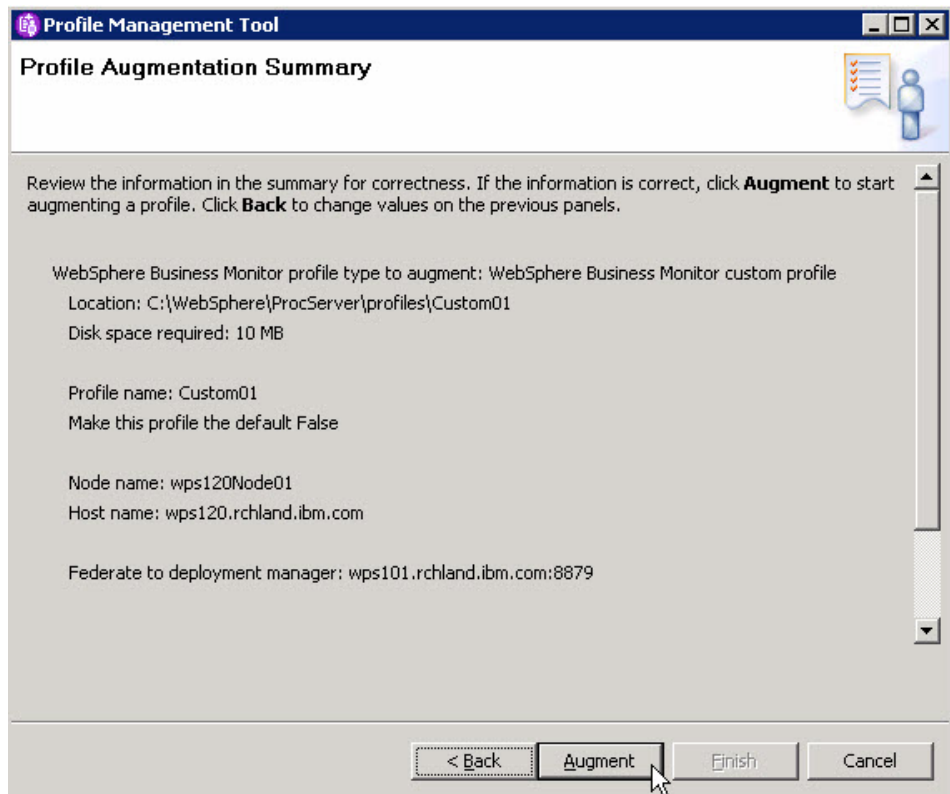 Profile Management Tool
Profile Augmentation Summary
Review the information in the summary for correctness. If the information is correct, click Augment to start
augmenting a profile. Click Back to change values on the previous panels.
WebSphere Business Monitor profile type to augment: WebSphere Business Monitor custom profile
Location: C:\WebSphere\ProcServer\profiles\Custom01
Disk space required: 10 MB
Profile name: Custom01
Make this profile the default False
Node name: wps120Node01
Host name: wps120.rchland.ibm.com
Federate to deployment manager: wps101.rchland.ibm.com:8879
< Back Augment Finish Cancel